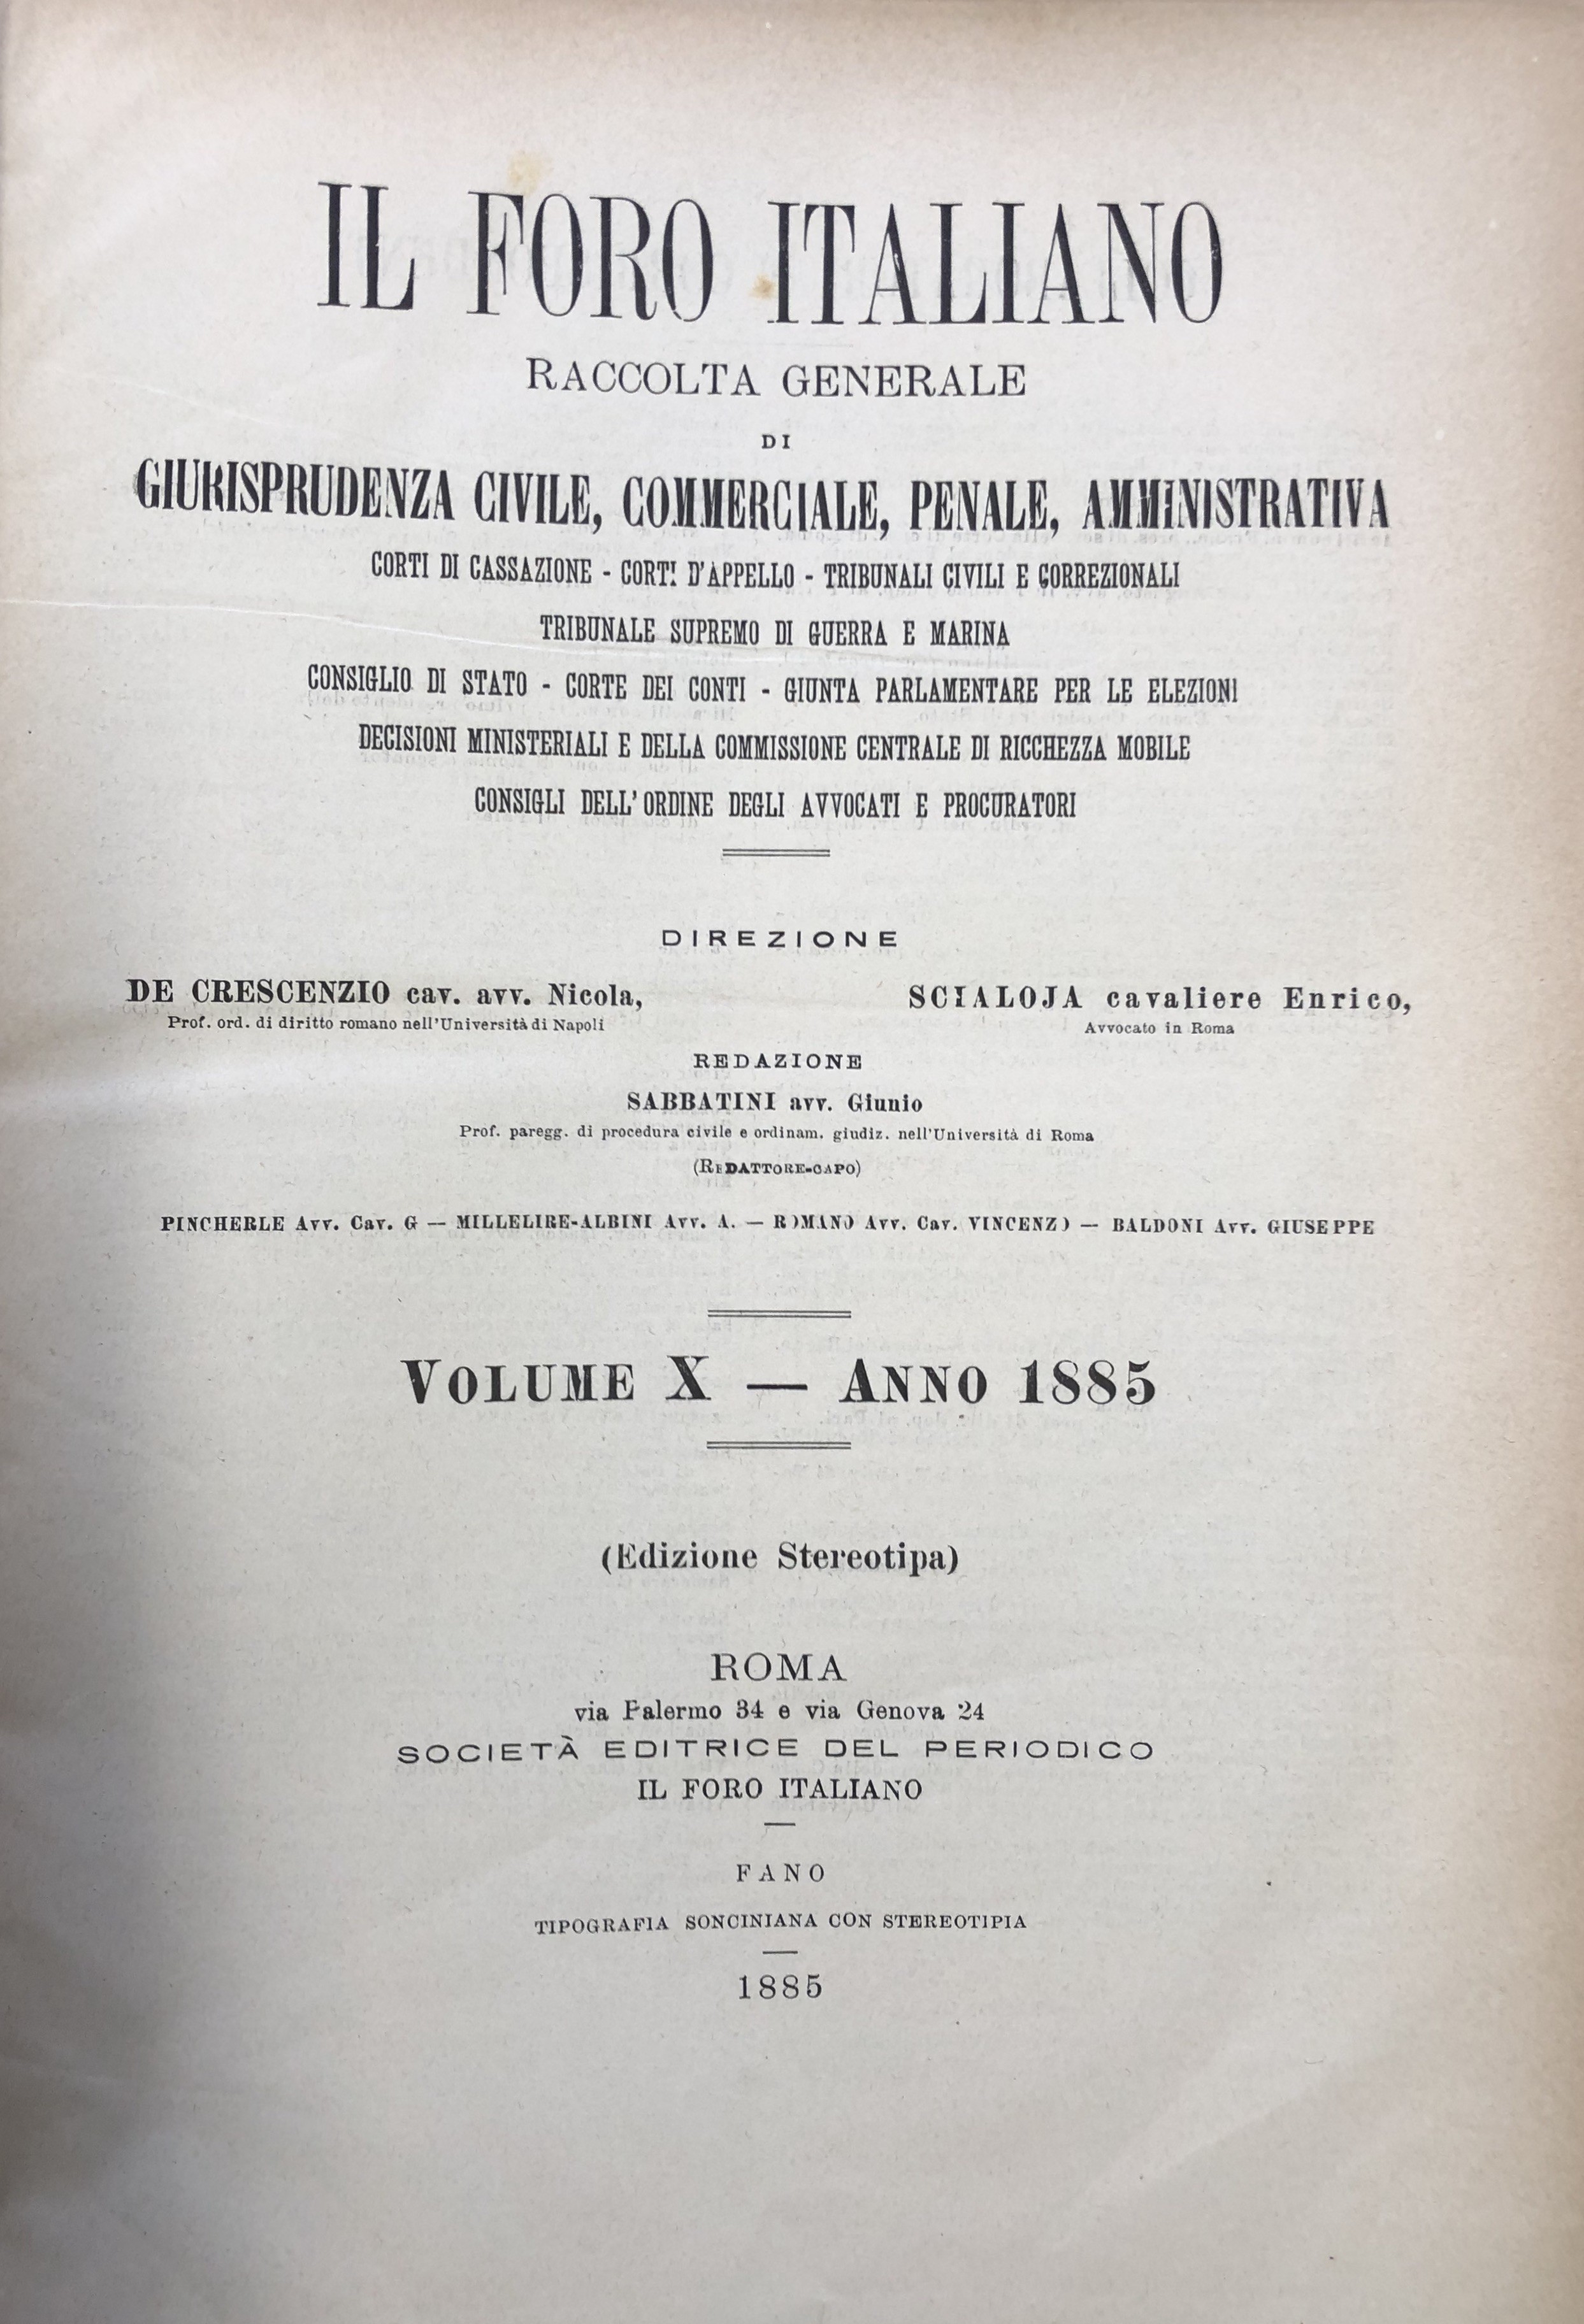 IL FORO ITALIANO
RACCOLTA GENERALE
DI
GIURISPRUDENZA CIVILE, COMMERCIALE, PENALE, AMMINISTRATIVA
CORTI DI CASSAZIONE - CORTI D'APPELLO - TRIBUNALI CIVILI E CORREZIONALI
TRIBUNALE SUPREMO DI GUERRA E MARINA
CONSIGLIO DI STATO - CORTE DEI CONTI - GIUNTA PARLAMENTARE PER LE ELEZIONI
DECISIONI MINISTERIALI E DELLA COMMISSIONE CENTRALE DI RICCHEZZA MOBILE
CONSIGLI DELL'ORDINE DEGLI AVVOCATI E PROCURATORI
DIREZIONE
DE CRESCENZIO cav. avv. Nicola,
Prof. ord. di diritto romano nell'Università di Napoli
SCIALOJA cavaliere Enrico,
Avvocato in Roma
REDAZIONE
SABBATINI avv. Giunio
Prof. paregg. di procedura civile e ordinam. giudiz. nell'Università di Roma
(REDATTORE-CAPO)
PINCHERLE Avv. Cav. G — MILLELIRE-ALBINI Avv. A. — ROMANO Avv. Cav. VINCENZO — BALDONI Avv. GIUSEPPE
VOLUME X — ANNO 1885
(Edizione Stereotipa)
ROMA
via Palermo 34 e via Genova 24
SOCIETÀ EDITRICE DEL PERIODICO
IL FORO ITALIANO
FANO
TIPOGRAFIA SONCINIANA CON STEREOTIPIA
1885